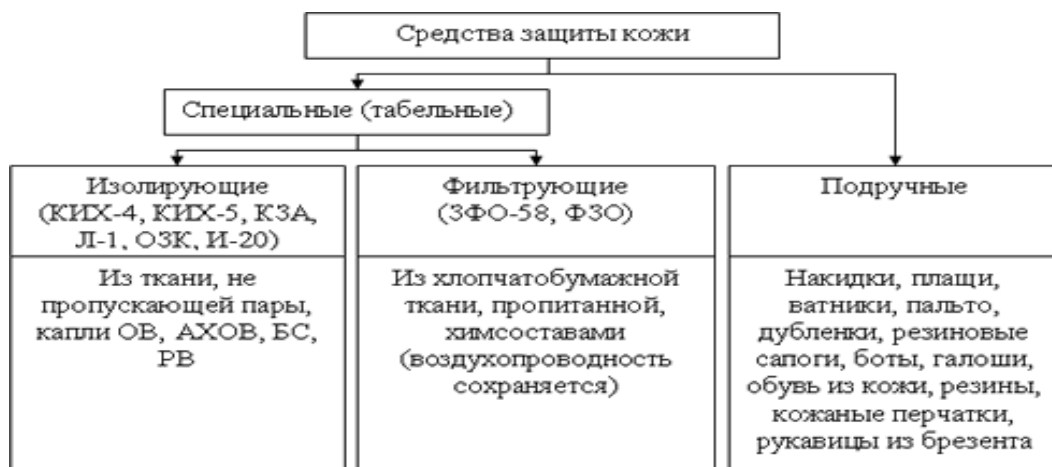 Средства защиты кожи
Специальные (табельные)
Изолирующие
(КИХ-4, КИХ-5, КЗА,
Л-1, ОЗК, И-20)
Из ткани, не
пропускающей пары,
капли ОВ, АХОВ, БС,
РВ
Фильтрующие
(ЗФО-58, ФЗО)
Из хлопчатобумажной
ткани, пропитанной,
химсоставами
(воздухопроводность
сохраняется)
Подручные
Накидки, плащи,
ватники, пальто,
дубленки, резиновые
сапоги, боты, галоши,
обувь из кожи, резины,
кожаные перчатки,
рукавицы из брезента